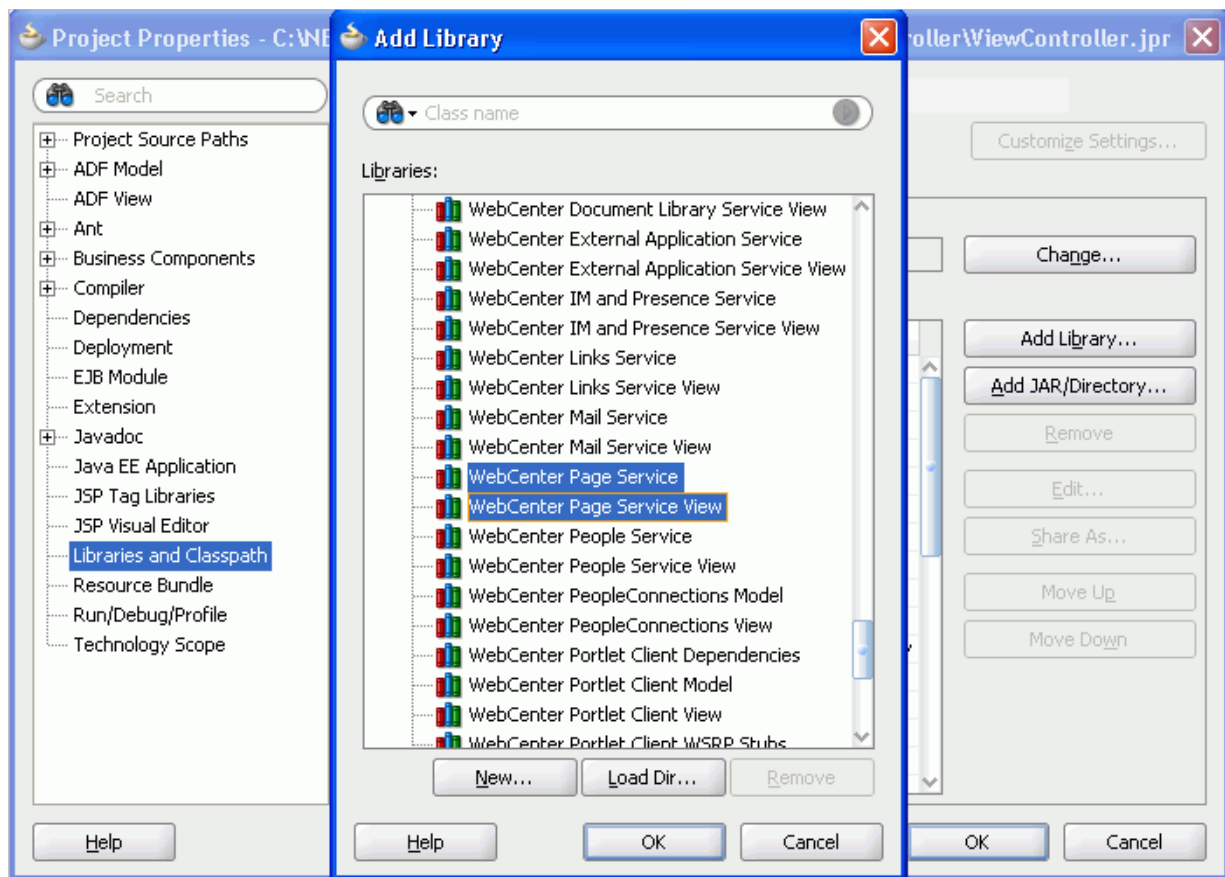 Project Properties - C:\NE
Search
Project Source Paths
ADF Model
ADF View
Ant
Business Components
Compiler
Dependencies
Deployment
EJB Module
Extension
Javadoc
Java EE Application
JSP Tag Libraries
JSP Visual Editor
Libraries and Classpath
Resource Bundle
Run/Debug/Profile
Technology Scope
Help
Add Library
Class name
Libraries:
WebCenter Document Library Service View
WebCenter External Application Service
WebCenter External Application Service View
WebCenter IM and Presence Service
WebCenter IM and Presence Service View
WebCenter Links Service
WebCenter Links Service View
WebCenter Mail Service
WebCenter Mail Service View
WebCenter Page Service
WebCenter Page Service View
WebCenter People Service
WebCenter People Service View
WebCenter PeopleConnections Model
WebCenter PeopleConnections View
WebCenter Portlet Client Dependencies
WebCenter Portlet Client Model
WebCenter Portlet Client View
WebCenter Portlet Client WSRP Stubs
New... Load Dir... Remove
Help OK Cancel
roller\ViewController.jpr
Customize Settings...
Change...
Add Library...
Add JAR/Directory...
Remove
Edit...
Share As...
Move Up
Move Down
OK Cancel